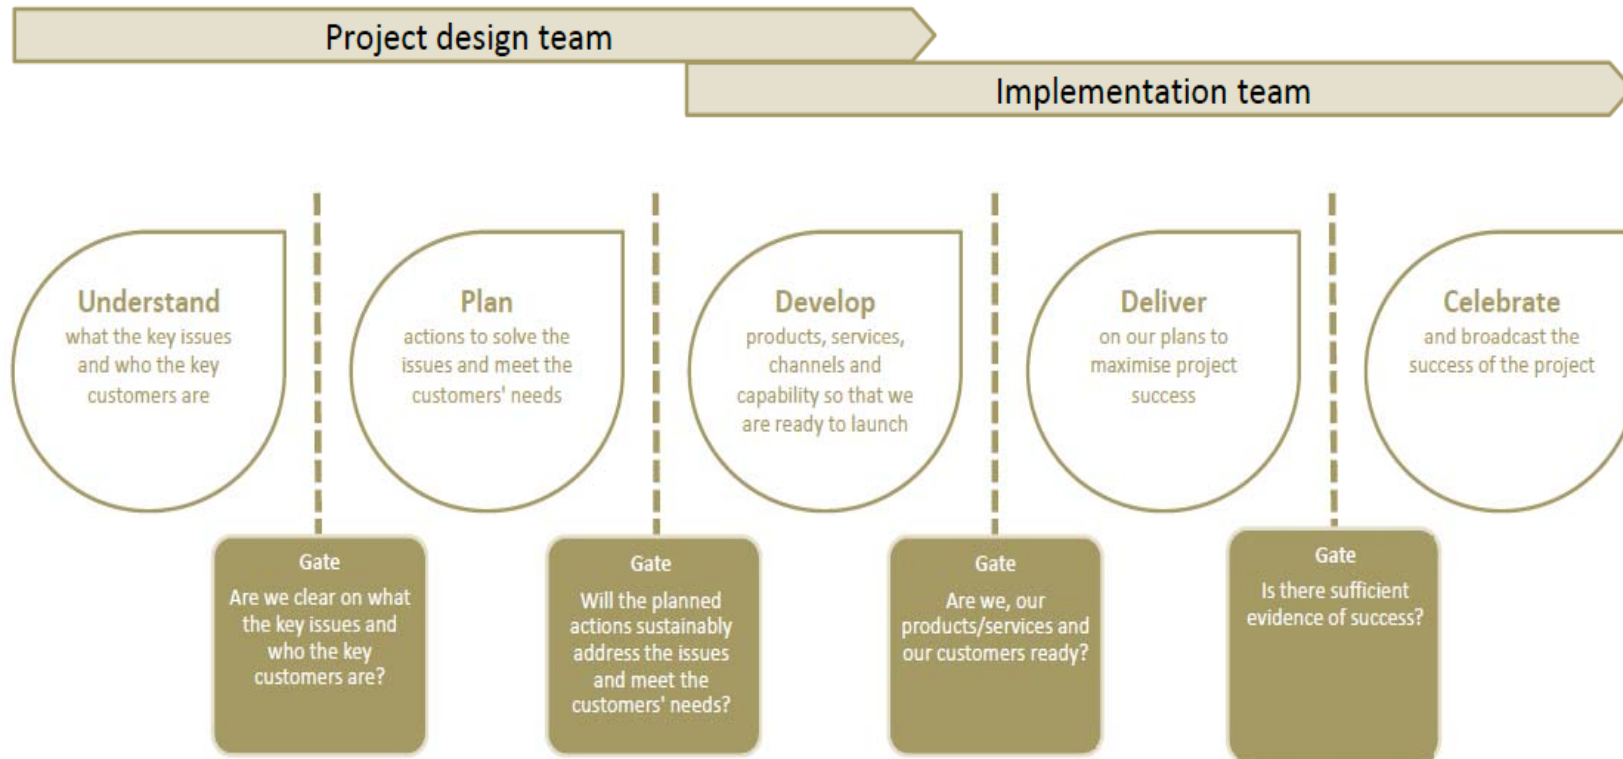 Project design team
Implementation team
Understand
what the key issues
and who the key
customers are
Plan
actions to solve the
issues and meet the
customers' needs
Develop
products, services,
channels and
capability so that we
are ready to launch
Deliver
on our plans to
maximise project
success
Celebrate
and broadcast the
success of the project
Gate
Are we clear on what
the key issues and
who the key
customers are?
Gate
Will the planned
actions sustainably
address the issues
and meet the
customers' needs?
Gate
Are we, our
products/services and
our customers ready?
Gate
Is there sufficient
evidence of success?